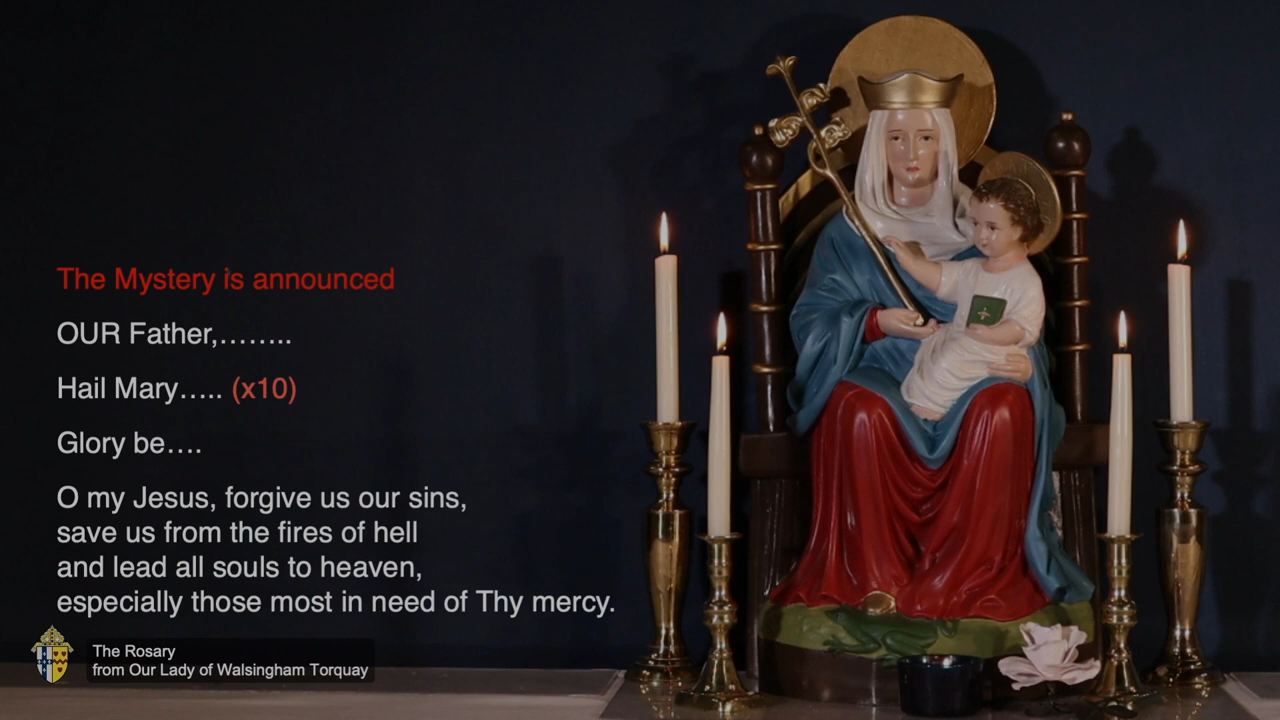 The Mystery is announced
OUR Father,……..
Hail Mary….. (x10)
Glory be….
O my Jesus, forgive us our sins,
save us from the fires of hell
and lead all souls to heaven,
especially those most in need of Thy mercy.
The Rosary
from Our Lady of Walsingham Torquay